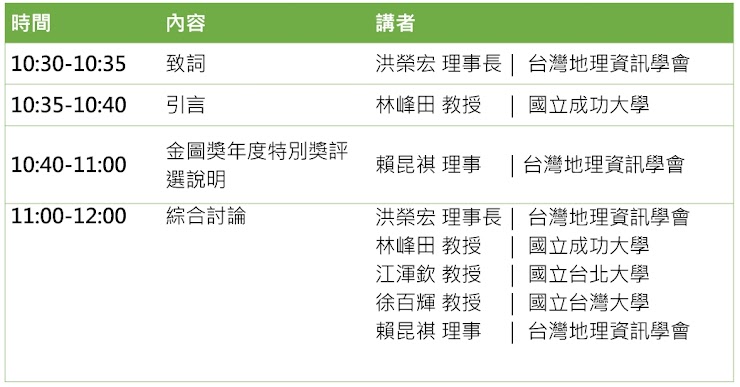 時間 內容 講者
10:30-10:35 致詞 洪榮宏 理事長 | 台灣地理資訊學會
10:35-10:40 引言 林峰田 教授 | 國立成功大學
金圖獎年度特別獎評
10:40-11:00 賴昆祺 理事 | 台灣地理資訊學會
選說明
11:00-12:00 綜合討論 洪榮宏 理事長 | 台灣地理資訊學會
林峰田 教授 | 國立成功大學
江渾欽 教授 | 國立台北大學
徐百輝 教授 | 國立台灣大學
賴昆祺 理事 | 台灣地理資訊學會